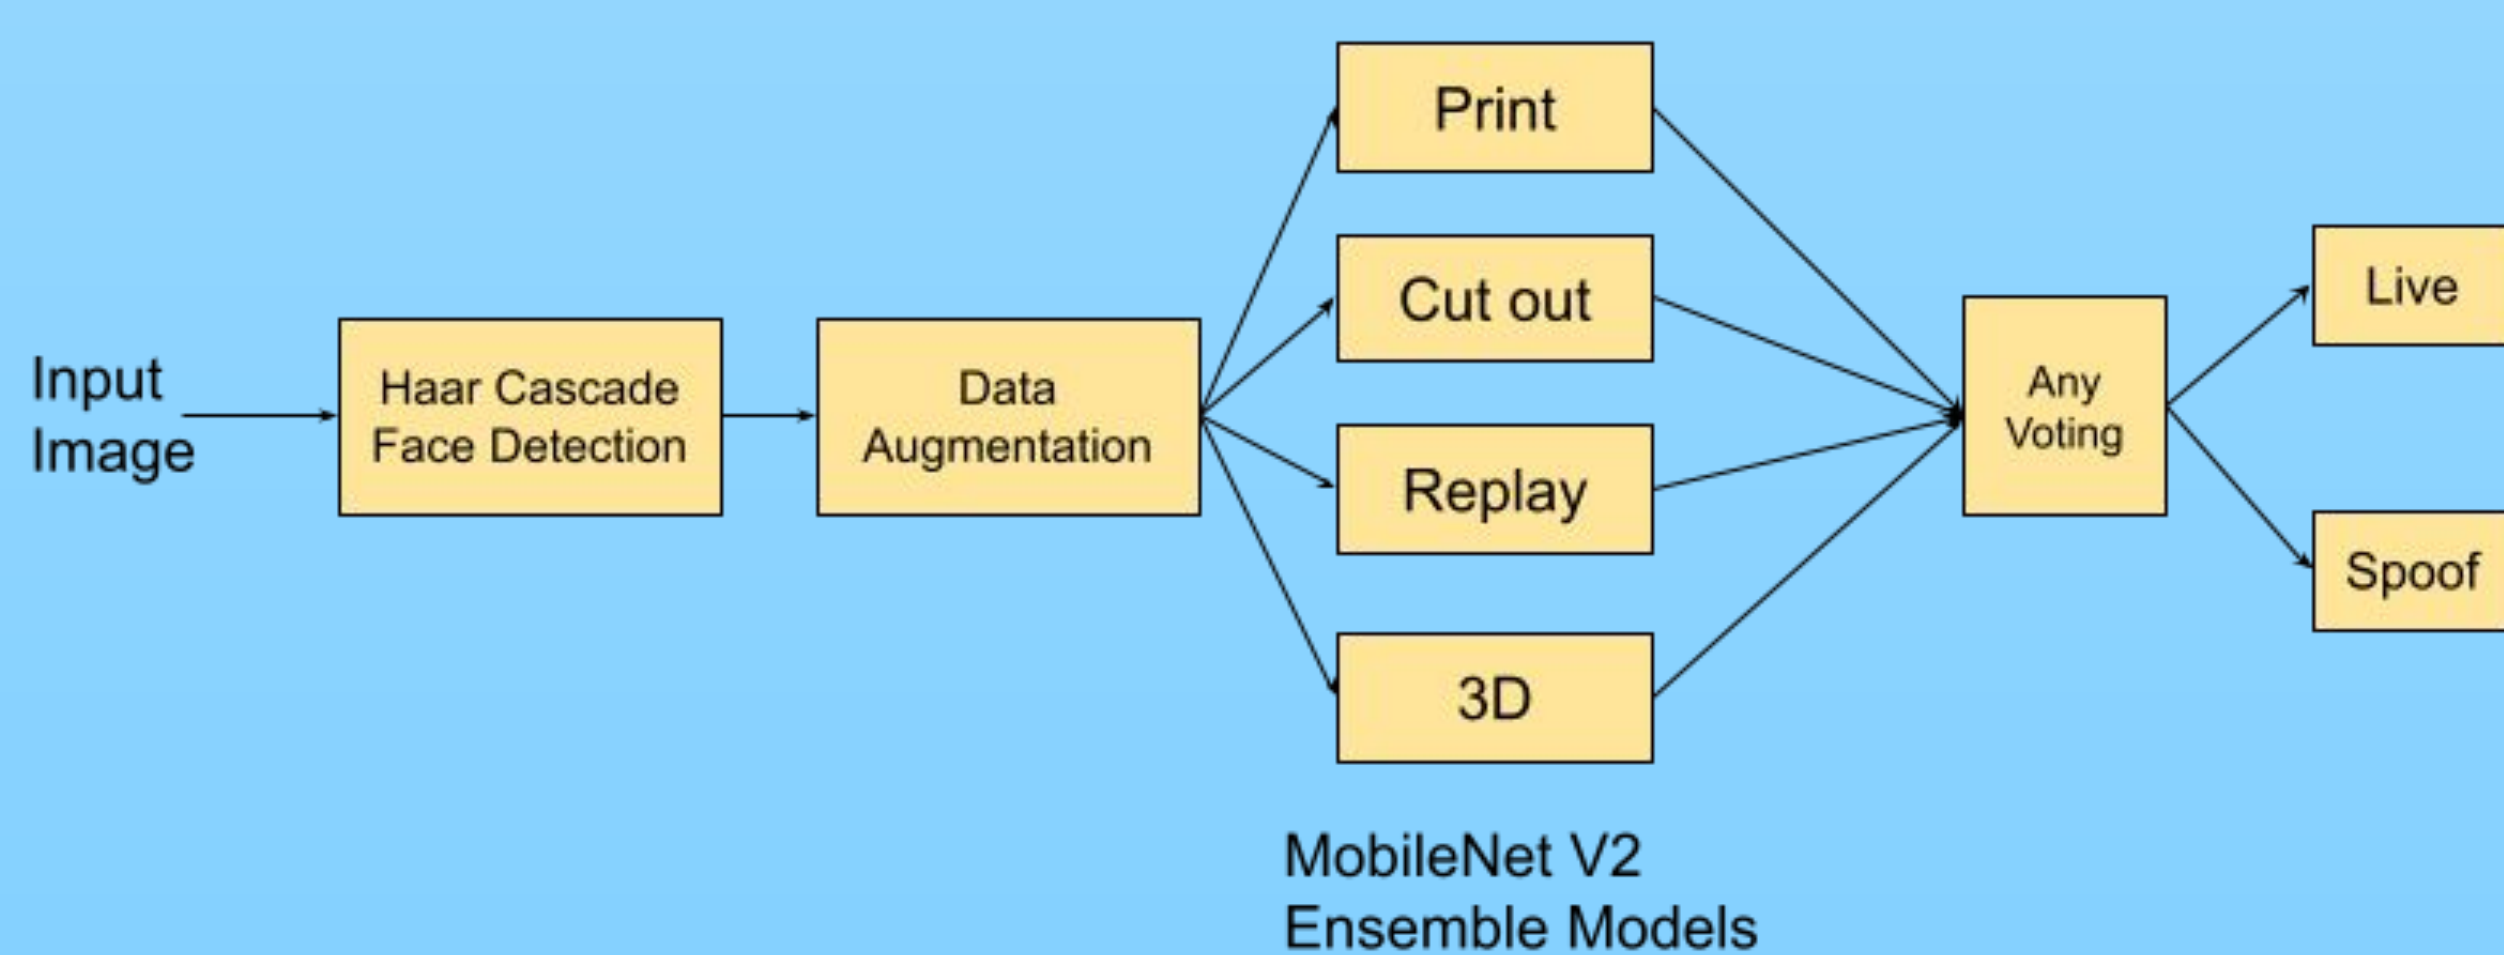 Input
Image
Haar Cascade
Face Detection
Data
Augmentation
Print
Cut out
Replay
3D
MobileNet V2
Ensemble Models
Any
Voting
Live
Spoof